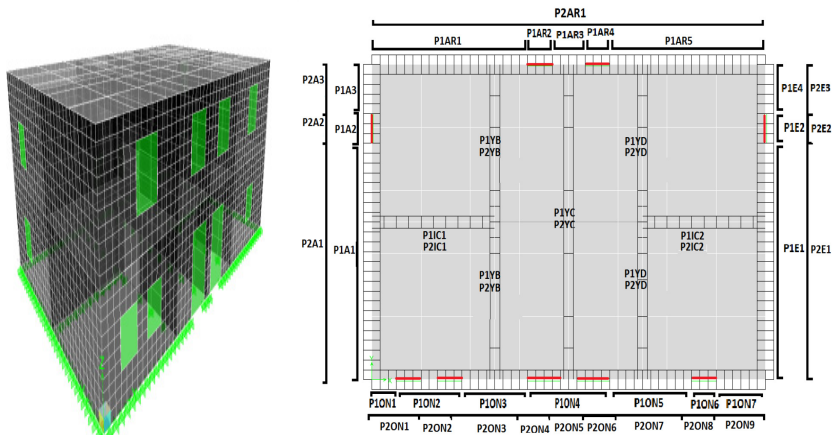 P2AR1
P1AR1 P1AR2 P1AR3 P1AR4 P1AR5
P2A3 P1A3 P1E4 P2E3
P2A2 P1A2 P1E2 P2E2
P1YB P1YD
P2YB P2YD
P1YC
P2YC
P1IC1 P1IC2
P2IC1 P2IC2
P2A1 P1A1 P1E1 P2E1
P1YB P1YD
P2YB P2YD
P1ON1 P1ON2 P1ON3 P1ON4 P1ON5 P1ON6 P1ON7
P2ON1 P2ON2 P2ON3 P2ON4 P2ON5 P2ON6 P2ON7 P2ON8 P2ON9